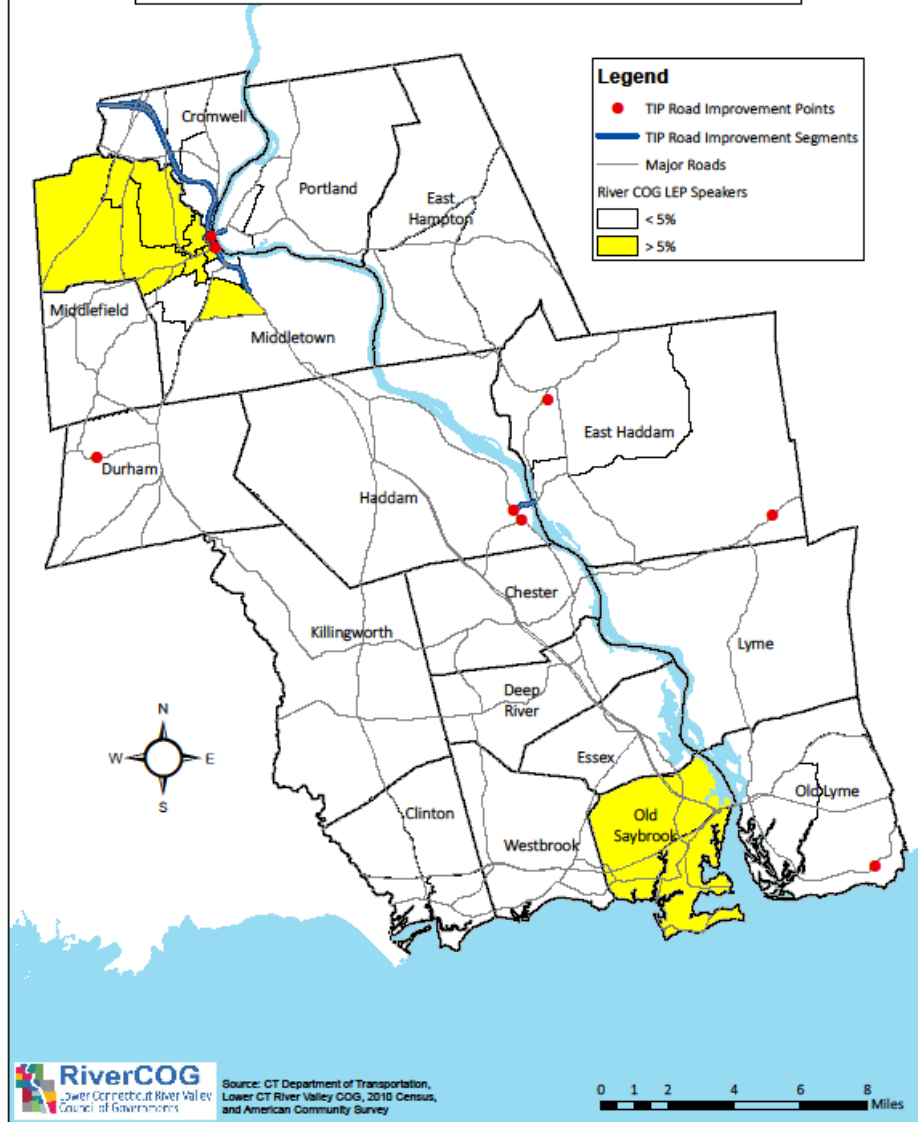 Legend
TIP Road Improvement Points
TIP Road Improvement Segments
Major Roads
River COG LEP Speakers
< 5%
> 5%
Cromwell
Portland
East
Hampton
Middlefield
Middletown
East Haddam
Durham
Haddam
Chester
Killingworth
Lyme
Deep
River
Essex
Clinton
Westbrook
Old
Saybrook
Old Lyme
N
W
E
S
RiverCOG
Lower Connecticut River Valley
Council of Governments
Source: CT Department of Transportation,
Lower CT River Valley COG, 2010 Census,
and American Community Survey
0 1 2 4 6 8
Miles